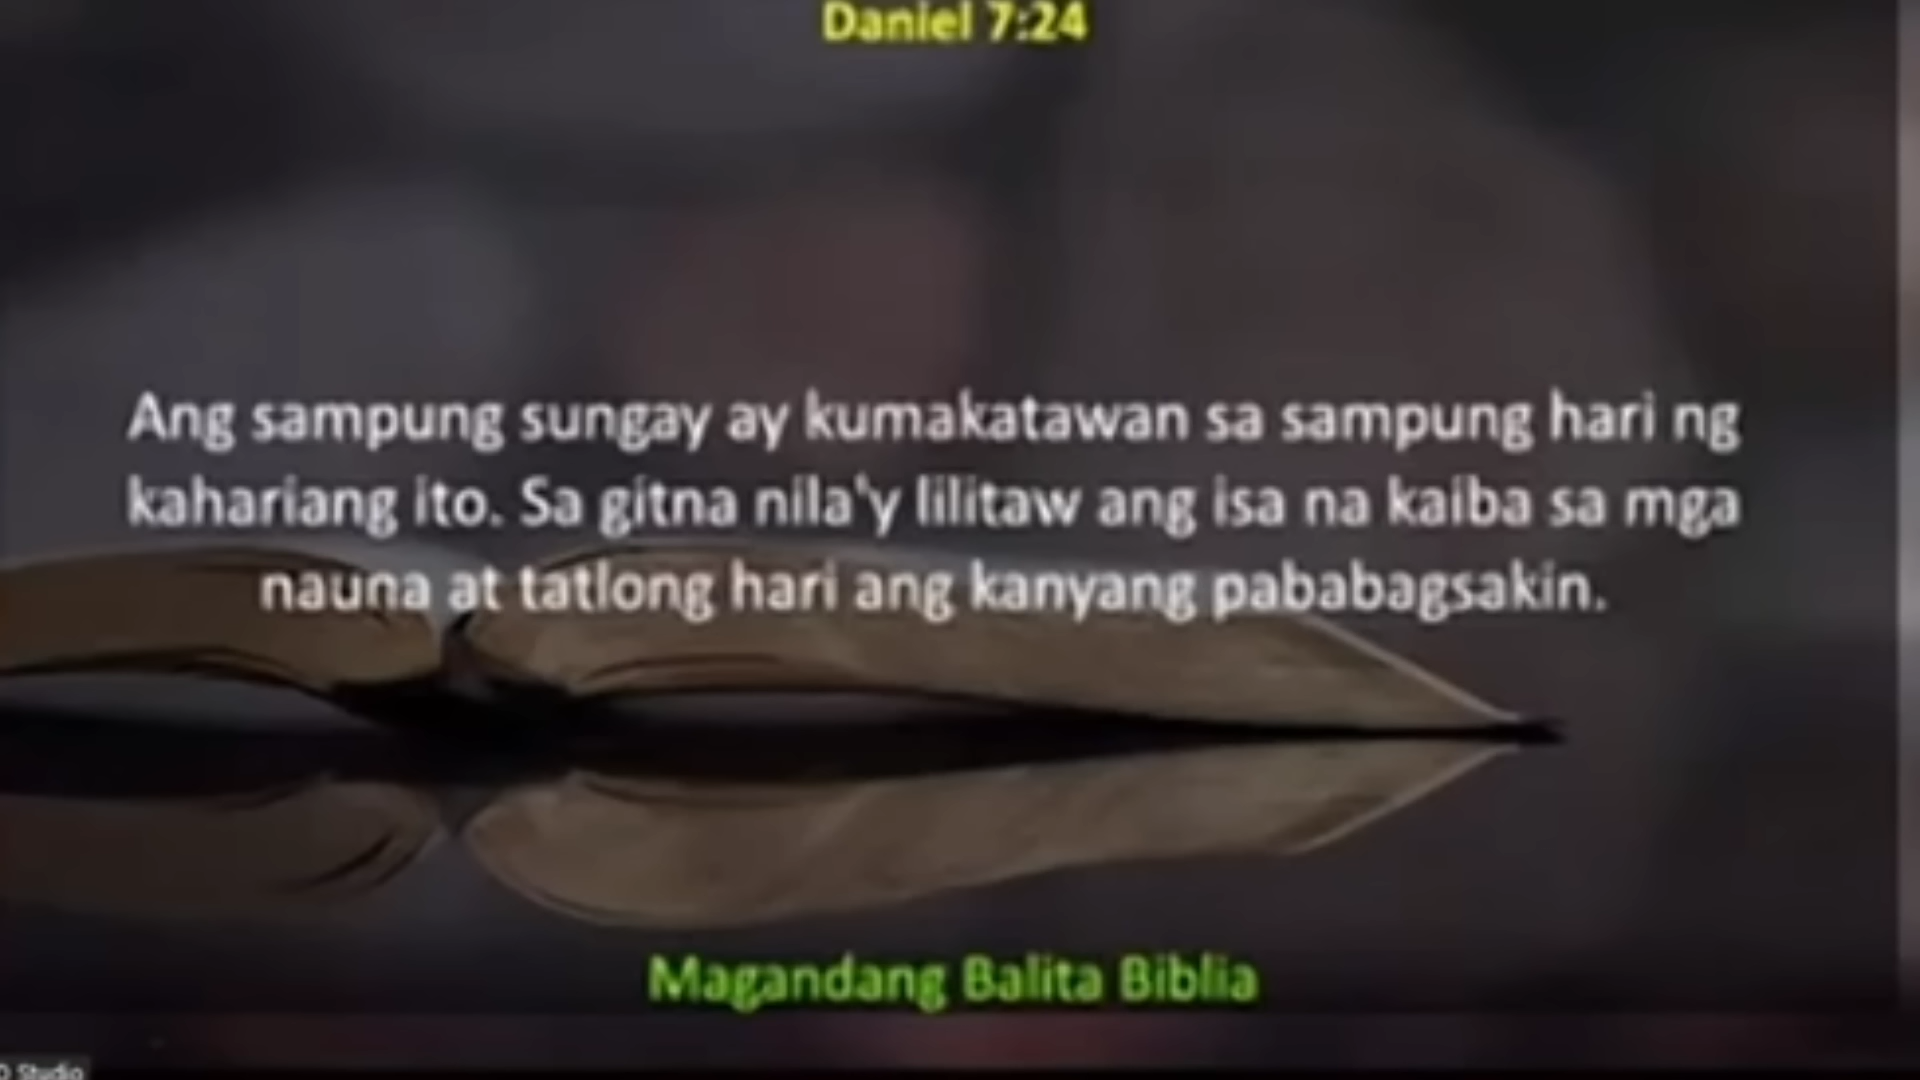 Daniel 7:24
Ang sampung sungay ay kumakatawan sa sampung hari ng
kahariang ito. Sa gitna nila'y lilitaw ang isa na kaiba sa mga
nauna at tatlong hari ang kanyang pababagsakin.
Magandang Balita Biblia
Studio